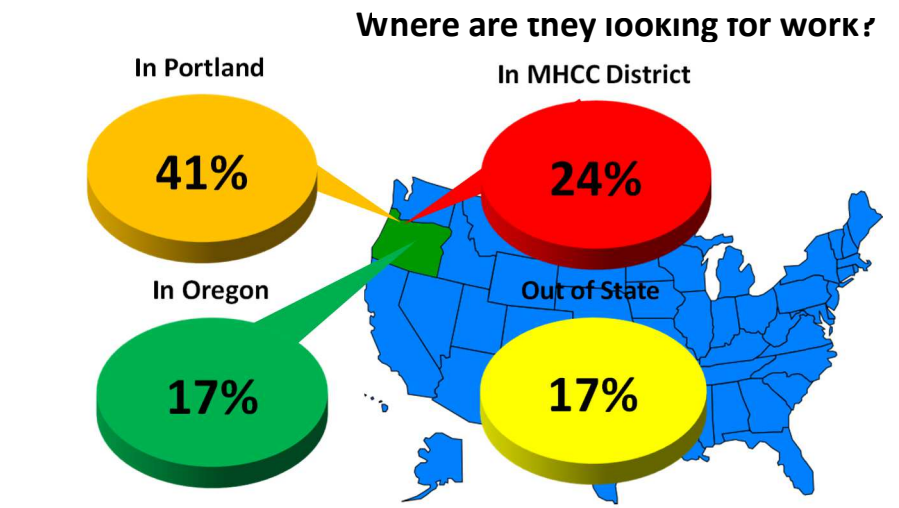 Where are they looking for work?
In Portland
In MHCC District
41%
24%
In Oregon
Out of State
17%
17%